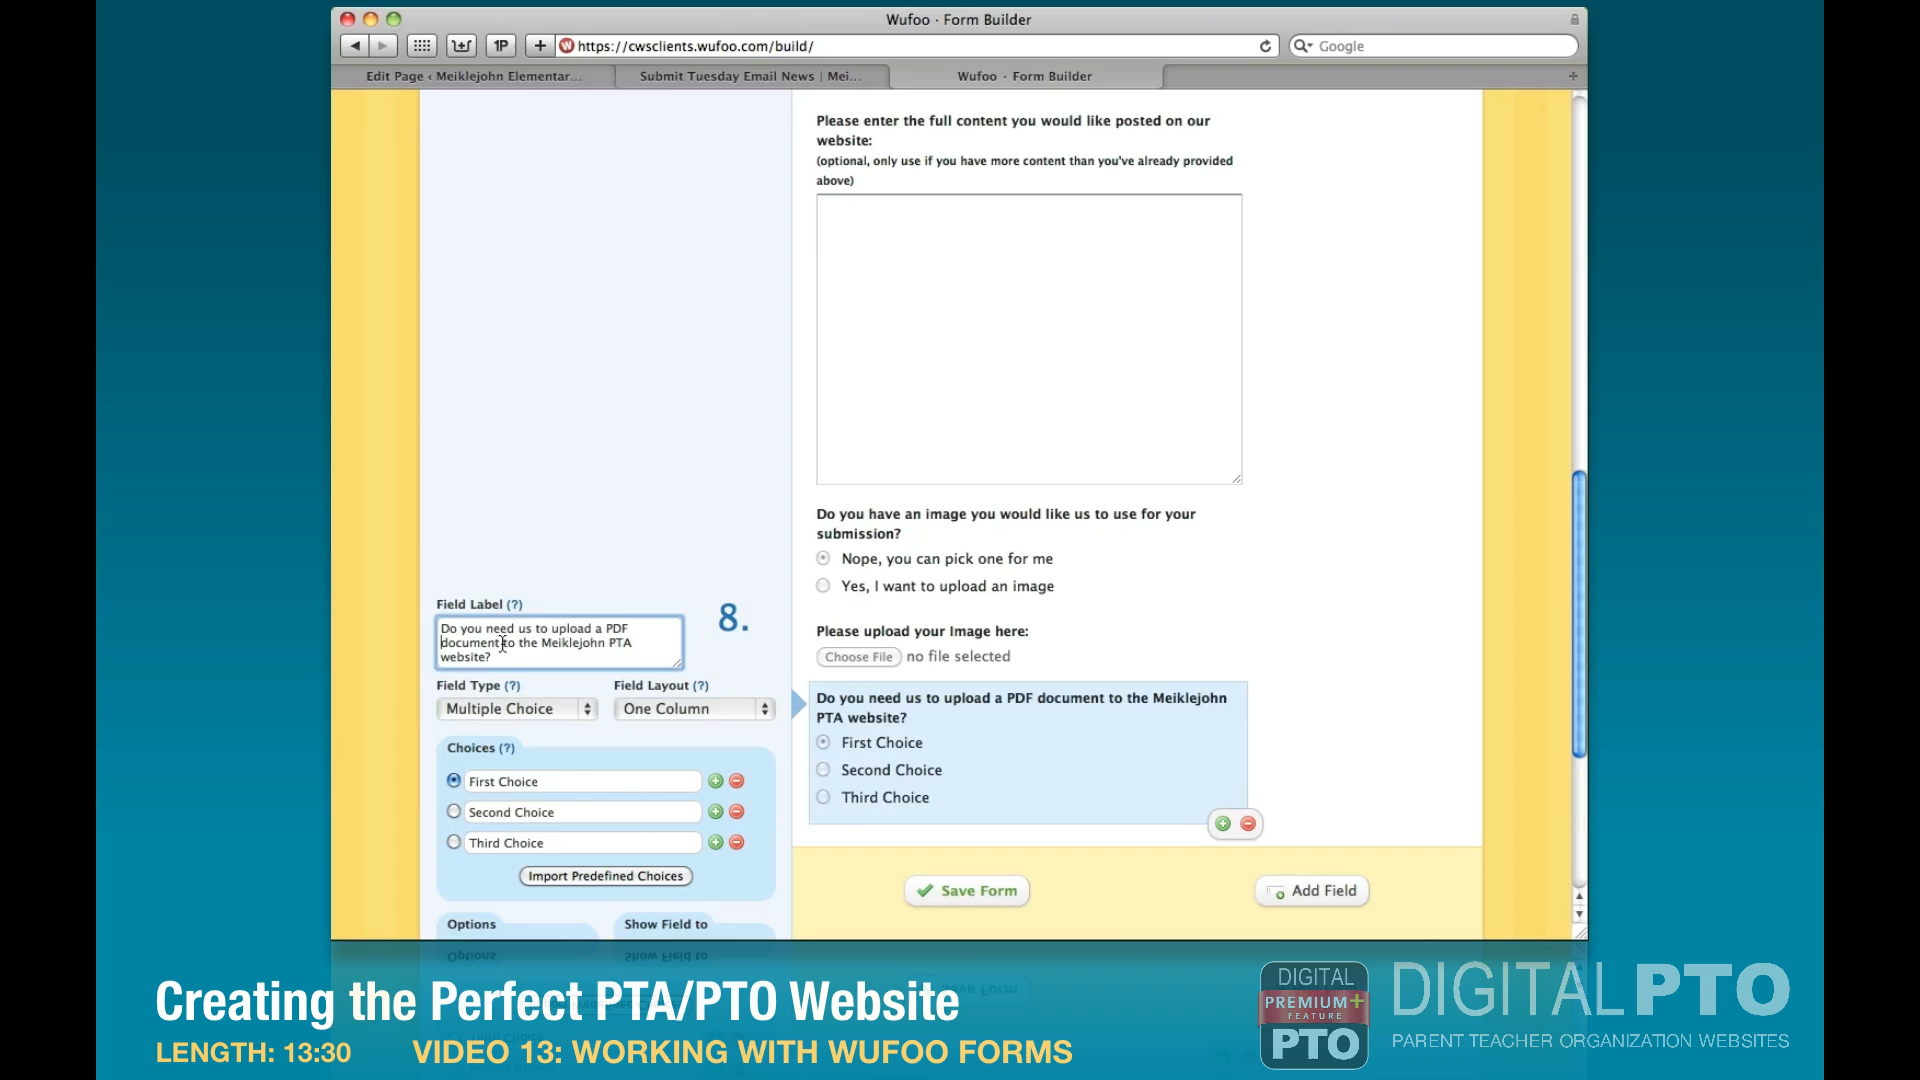 Wufoo · Form Builder
1P
https://cwsclients.wufoo.com/build/
Google
Edit Page ‹ Meiklejohn Elementar...
Submit Tuesday Email News | Mei...
Wufoo · Form Builder
Please enter the full content you would like posted on our
website:
(optional, only use if you have more content than you've already provided
above)
Do you have an image you would like us to use for your
submission?
Nope, you can pick one for me
Yes, I want to upload an image
Field Label (?)
8.
Do you need us to upload a PDF
document to the Meiklejohn PTA
website?
Please upload your Image here:
Choose File no file selected
Field Type (?)
Field Layout (?)
Multiple Choice
One Column
Do you need us to upload a PDF document to the Meiklejohn
PTA website?
First Choice
Second Choice
Third Choice
Choices (?)
First Choice
Second Choice
Third Choice
Import Predefined Choices
Save Form
Add Field
Options
Show Field to
Options
Show Field to
Save Form
Creating the Perfect PTA/PTO Website
LENGTH: 13:30
VIDEO 13: WORKING WITH WUFOO FORMS
DIGITAL
PREMIUM+
FEATURE
PTO
DIGITALPTO
PARENT TEACHER ORGANIZATION WEBSITES